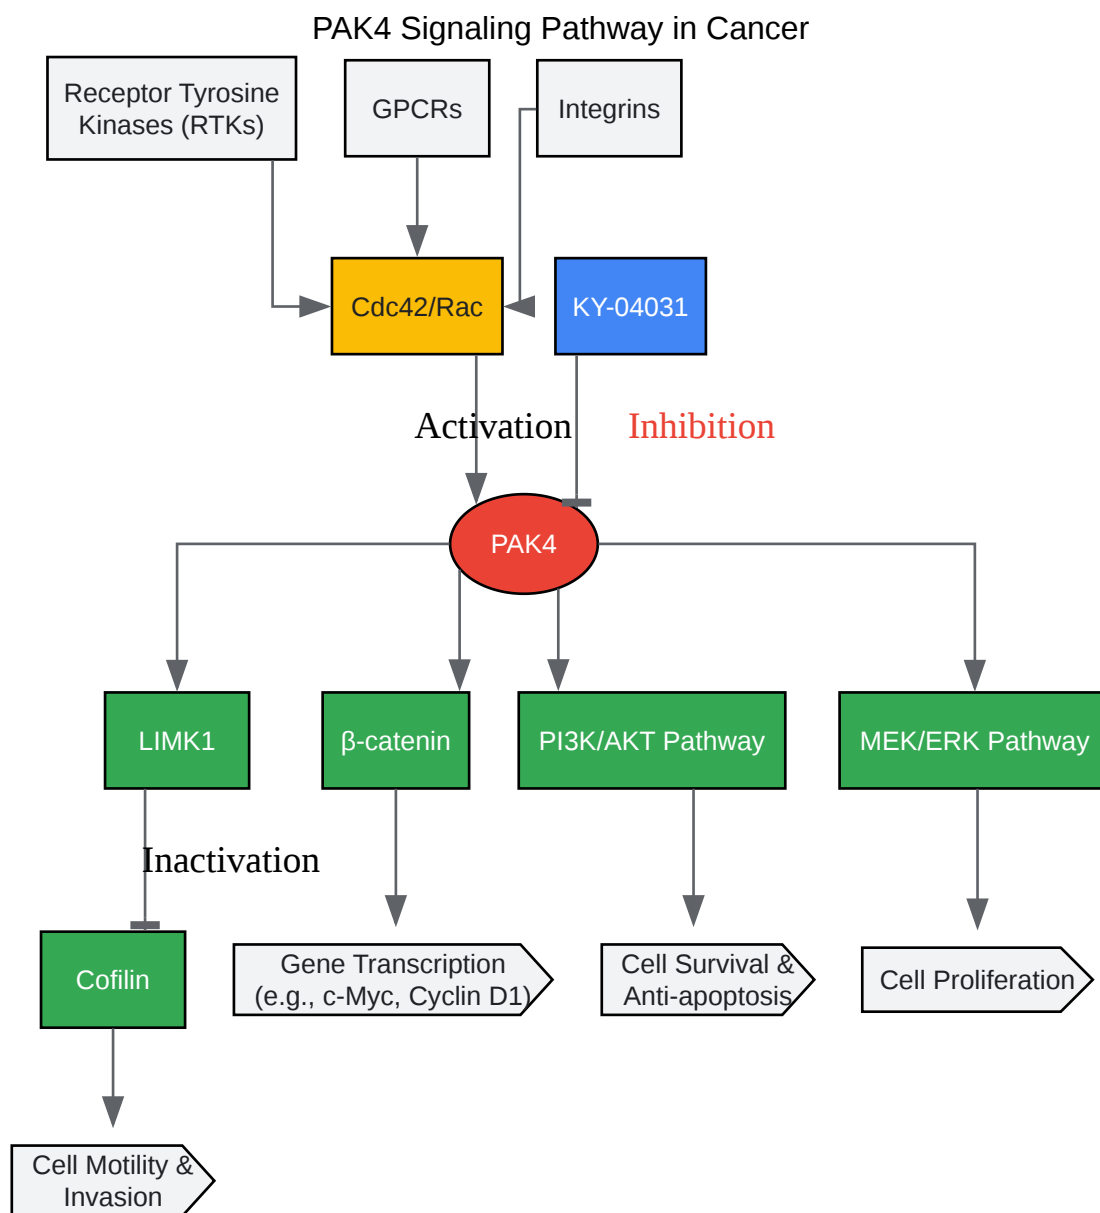 PAK4 Signaling Pathway in Cancer
Receptor Tyrosine
Kinases (RTKs)
GPCRs
Integrins
Cdc42/Rac
KY-04031
Activation
Inhibition
PAK4
LIMK1
β-catenin
PI3K/AKT Pathway
MEK/ERK Pathway
Inactivation
Cofilin
Gene Transcription
(e.g., c-Myc, Cyclin D1)
Cell Survival &
Anti-apoptosis
Cell Proliferation
Cell Motility &
Invasion